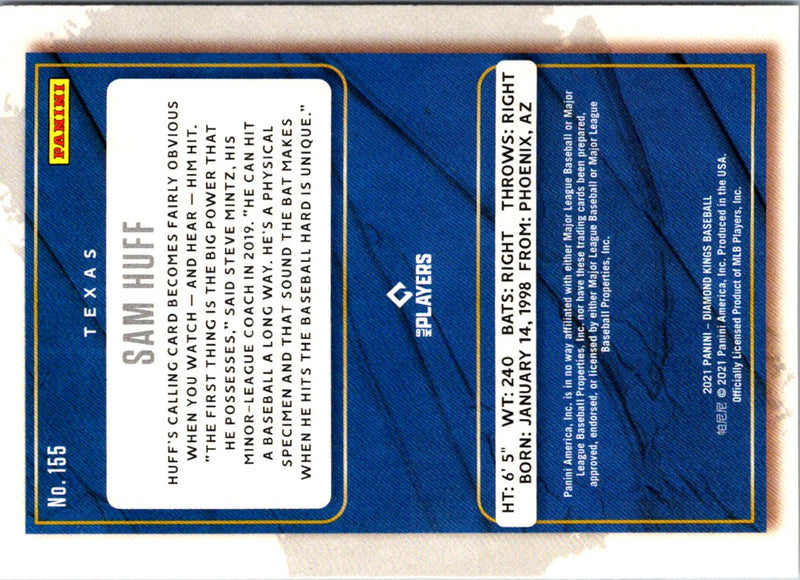 No. 155
PANINI
TEXAS
SAM HUFF
HUFF'S CALLING CARD BECOMES FAIRLY OBVIOUS
WHEN YOU WATCH — AND HEAR — HIM HIT.
"THE FIRST THING IS THE BIG POWER THAT
HE POSSESSES," SAID STEVE MINTZ, HIS
MINOR-LEAGUE COACH IN 2019. "HE CAN HIT
A BASEBALL A LONG WAY. HE'S A PHYSICAL
SPECIMEN AND THAT SOUND THE BAT MAKES
WHEN HE HITS THE BASEBALL HARD IS UNIQUE."
MLB PLAYERS
HT: 6' 5" WT: 240 BATS: RIGHT THROWS: RIGHT
BORN: JANUARY 14, 1998 FROM: PHOENIX, AZ
Panini America, Inc. is in no way affiliated with either Major League Baseball or Major
League Baseball Properties, Inc. nor have these trading cards been prepared,
approved, endorsed, or licensed by either Major League Baseball or Major League
Baseball Properties, Inc.
2021 PANINI – DIAMOND KINGS BASEBALL
帕尼尼 © 2021 Panini America, Inc. Produced in the USA.
Officially Licensed Product of MLB Players, Inc.